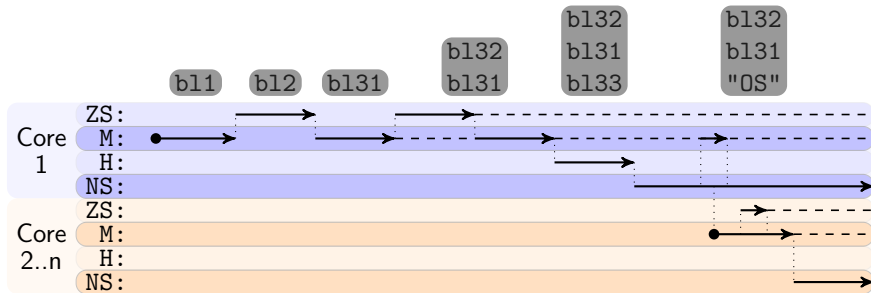 bl32
bl32
bl32
bl31
bl31
bl1
bl2
bl31
bl31
bl33
"OS"
Core
1
ZS:
M:
H:
NS:
Core
2..n
ZS:
M:
H:
NS: